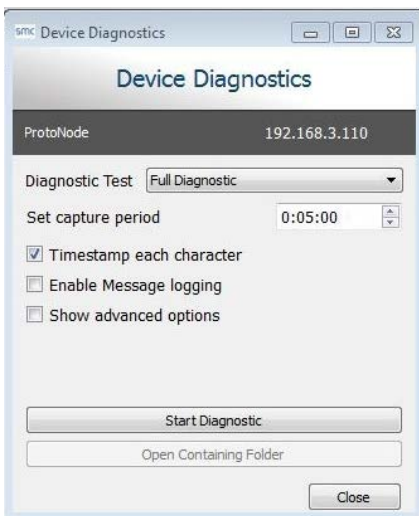 smc Device Diagnostics
Device Diagnostics
ProtoNode 192.168.3.110
Diagnostic Test Full Diagnostic
Set capture period 0:05:00
Timestamp each character
Enable Message logging
Show advanced options
Start Diagnostic
Open Containing Folder
Close